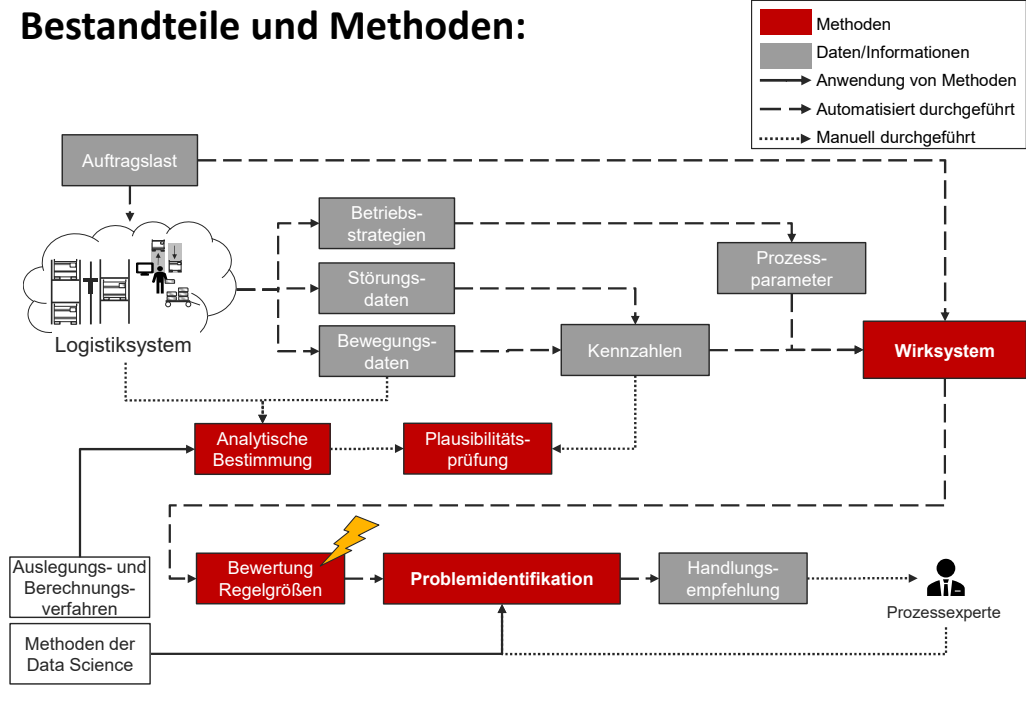 Bestandteile und Methoden:
Methoden
Daten/Informationen
Anwendung von Methoden
Automatisiert durchgeführt
Manuell durchgeführt
Auftragslast
Betriebs-
strategien
Prozess-
parameter
Störungs-
daten
Logistiksystem
Bewegungs-
daten
Kennzahlen
Wirksystem
Analytische
Bestimmung
Plausibilitäts-
prüfung
Auslegungs- und
Berechnungs-
verfahren
Bewertung
Regelgrößen
Problemidentifikation
Handlungs-
empfehlung
Prozessexperte
Methoden der
Data Science